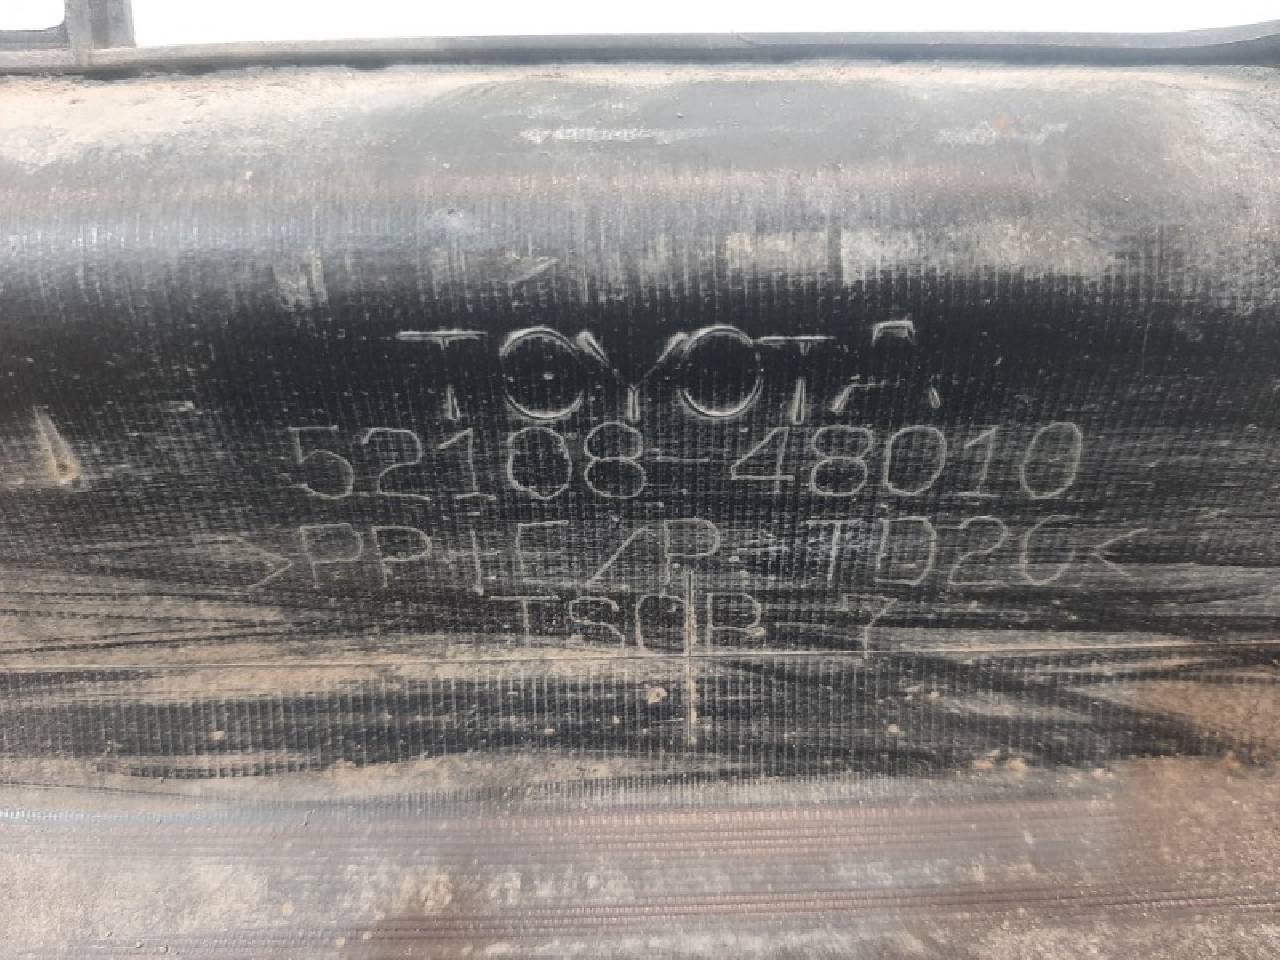 TOYOTA
52108-48010
>PP+E/P-TD20<
TSOP 7